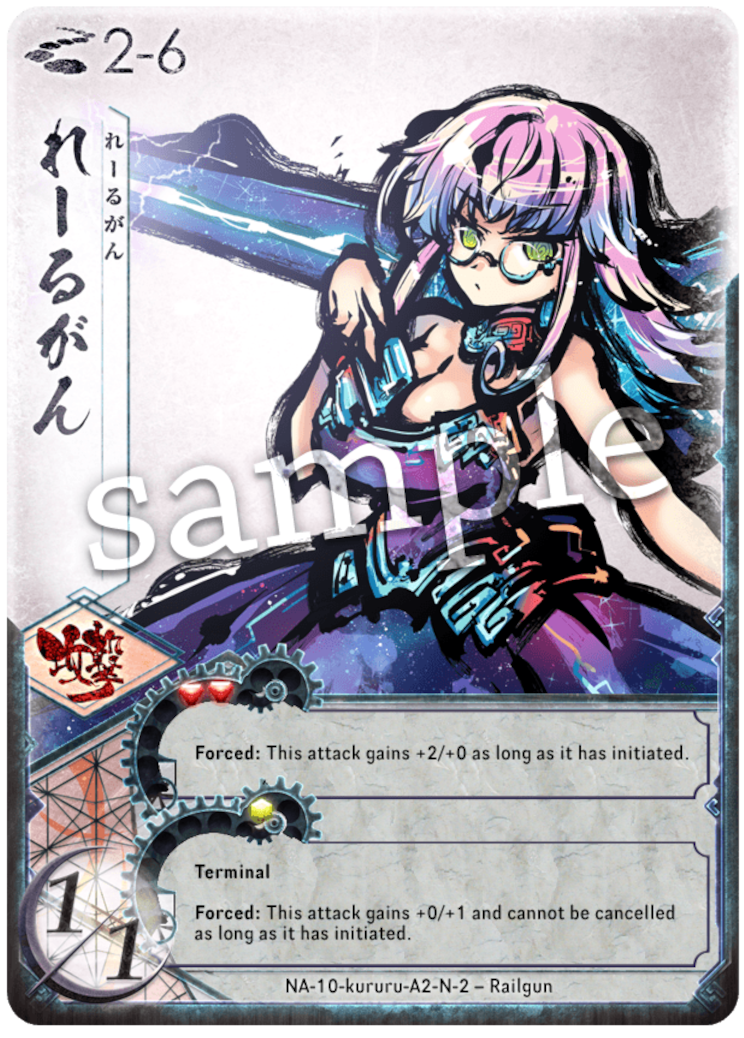 2-6
れーるがん
れーるがん
sample
攻撃
Forced: This attack gains +2/+0 as long as it has initiated.
Terminal
Forced: This attack gains +0/+1 and cannot be cancelled
as long as it has initiated.
1
1
NA-10-kururu-A2-N-2 – Railgun